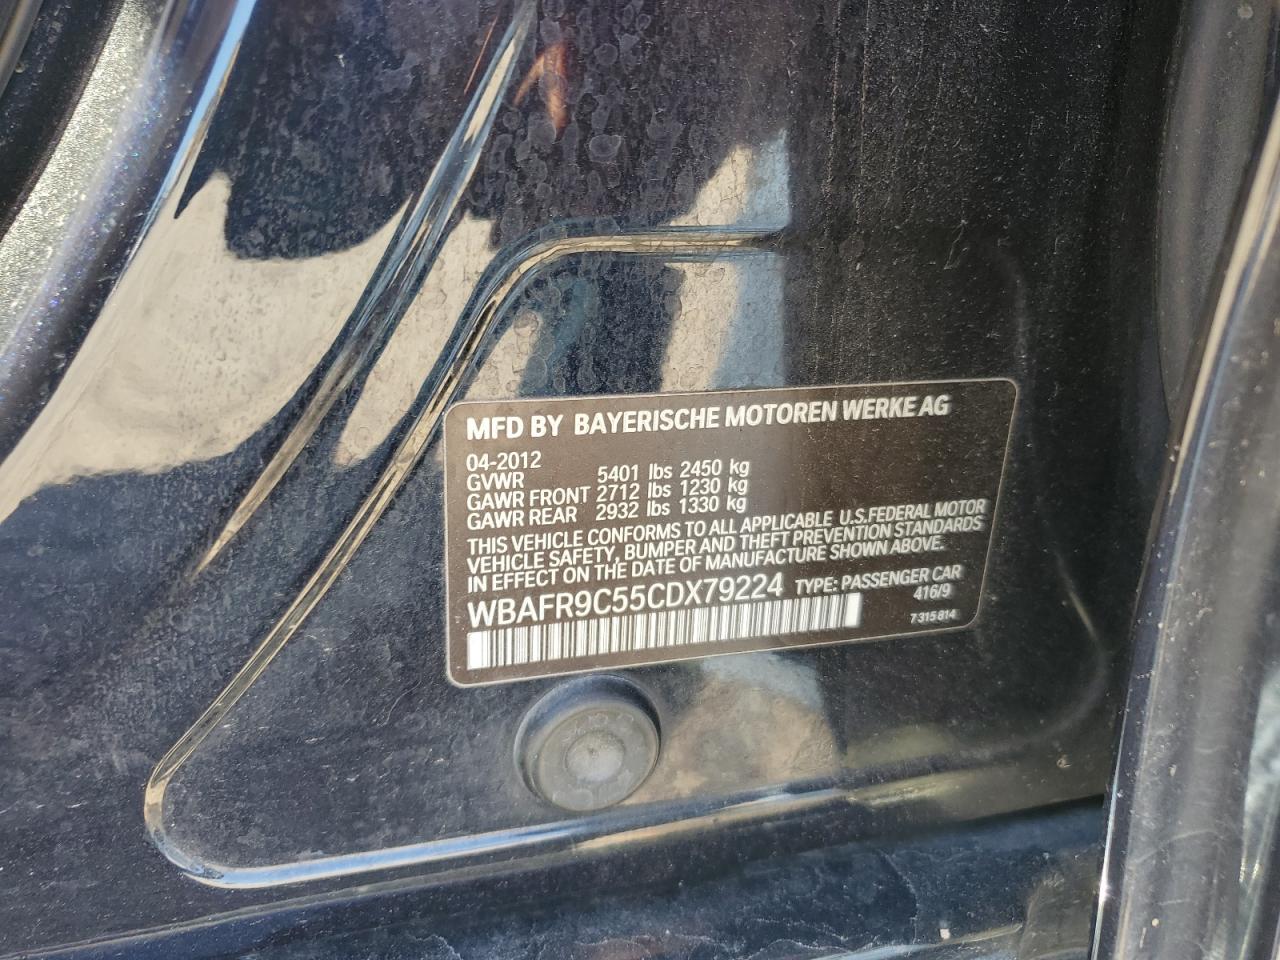 MFD BY BAYERISCHE MOTOREN WERKE AG
04-2012
GVWR 5401 lbs 2450 kg
GAWR FRONT 2712 lbs 1230 kg
GAWR REAR 2932 lbs 1330 kg
THIS VEHICLE CONFORMS TO ALL APPLICABLE U.S.FEDERAL MOTOR
VEHICLE SAFETY, BUMPER AND THEFT PREVENTION STANDARDS
IN EFFECT ON THE DATE OF MANUFACTURE SHOWN ABOVE.
WBAFR9C55CDX79224 TYPE: PASSENGER CAR
416/9
7 315 814